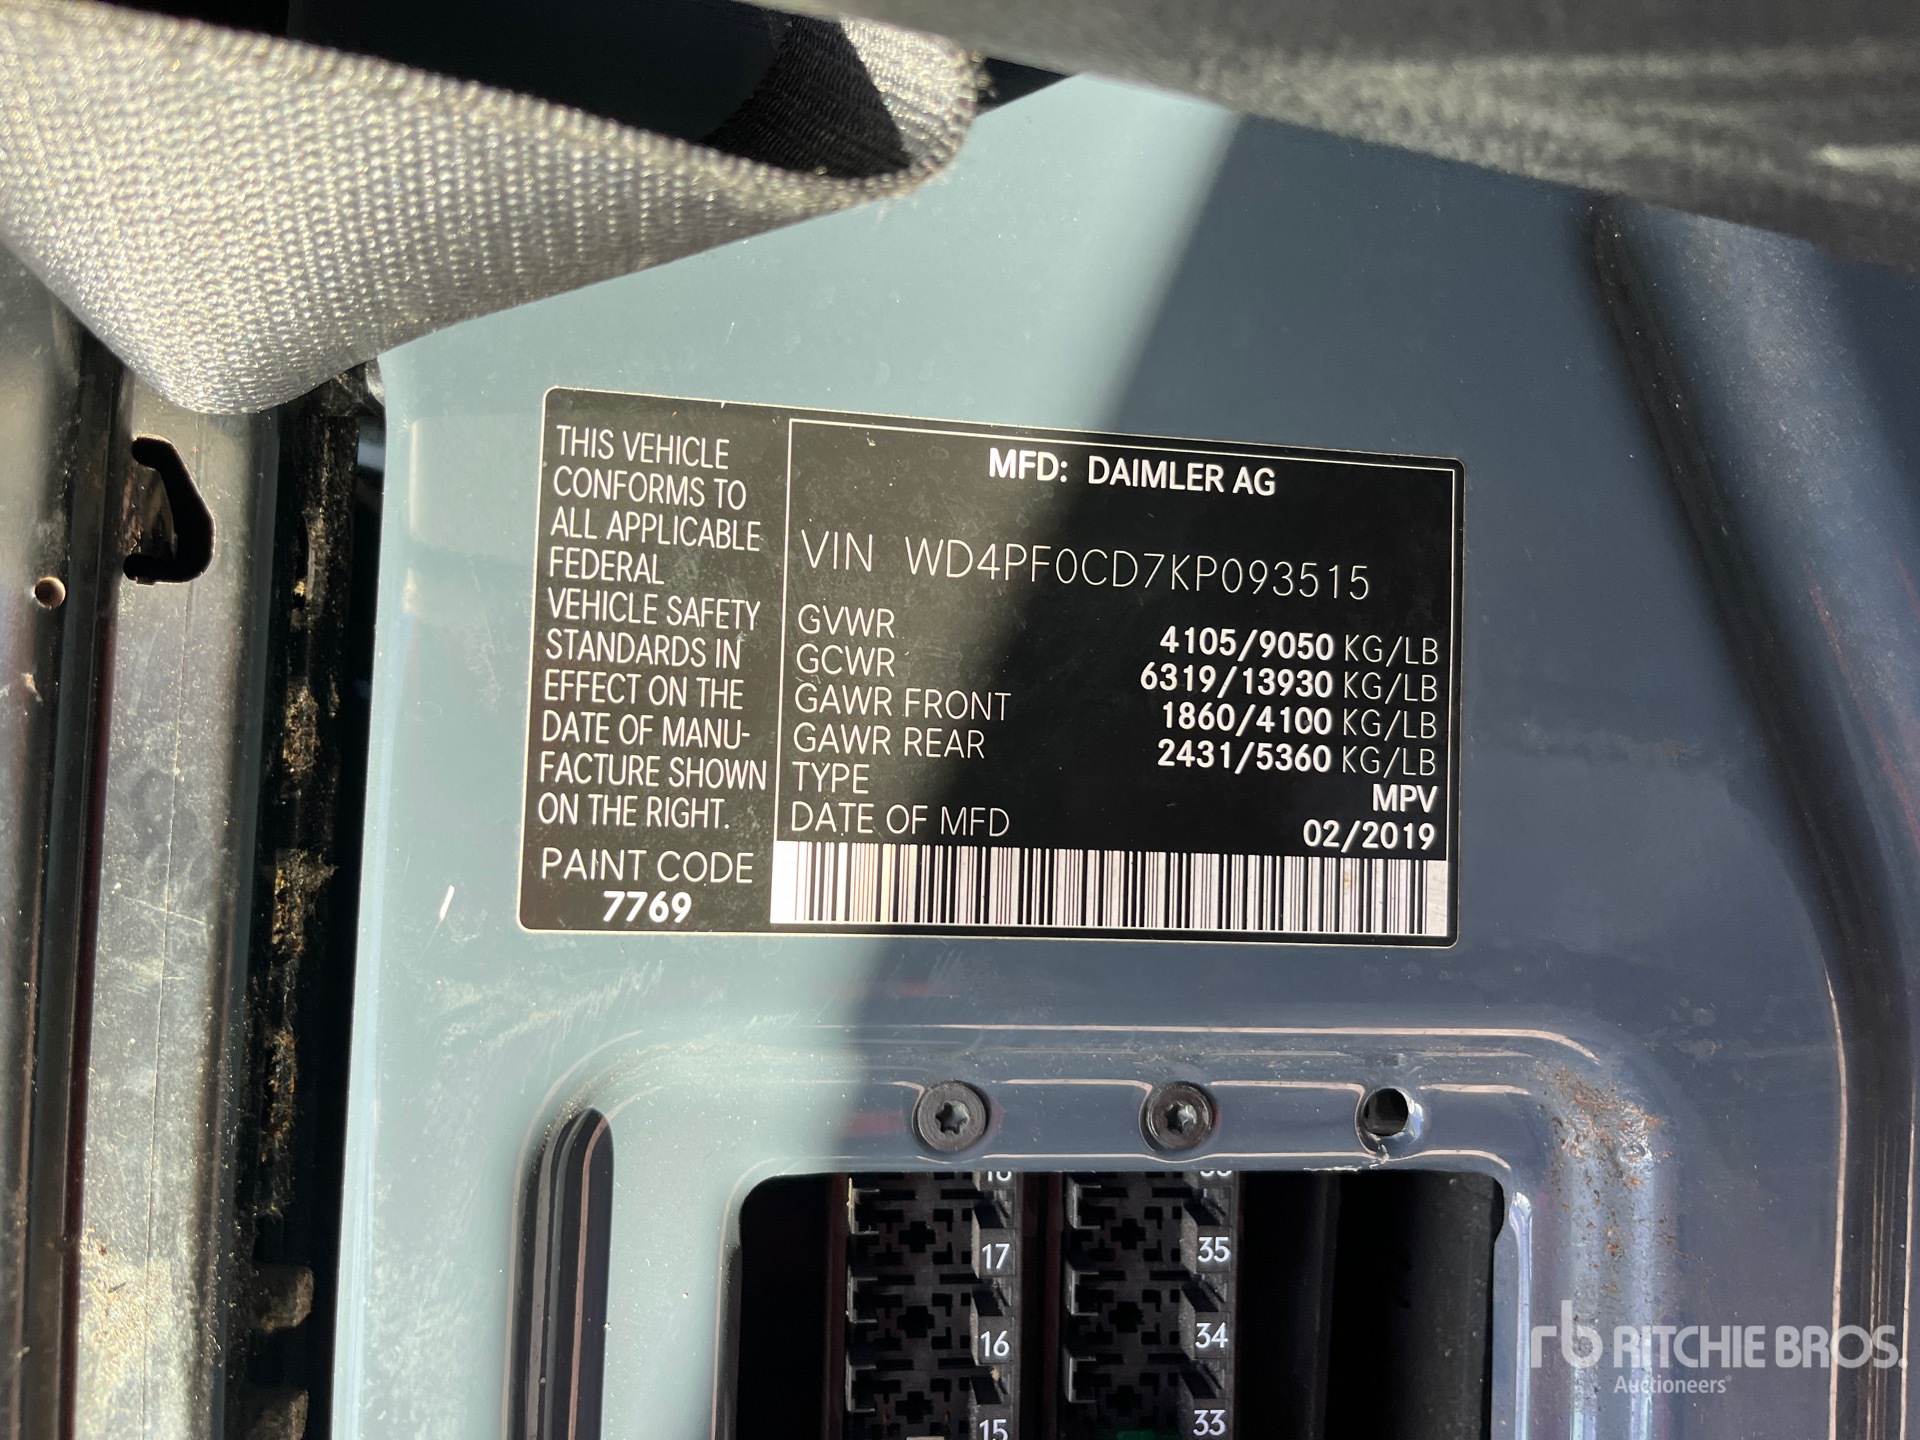 THIS VEHICLE
CONFORMS TO
ALL APPLICABLE
FEDERAL
VEHICLE SAFETY
STANDARDS IN
EFFECT ON THE
DATE OF MANU-
FACTURE SHOWN
ON THE RIGHT.
PAINT CODE
7769
MFD: DAIMLER AG
VIN WD4PF0CD7KP093515
GVWR 4105/9050 KG/LB
GCWR 6319/13930 KG/LB
GAWR FRONT 1860/4100 KG/LB
GAWR REAR 2431/5360 KG/LB
TYPE MPV
DATE OF MFD 02/2019
17 35
16 34
15 33
rb RITCHIE BROS.
Auctioneers